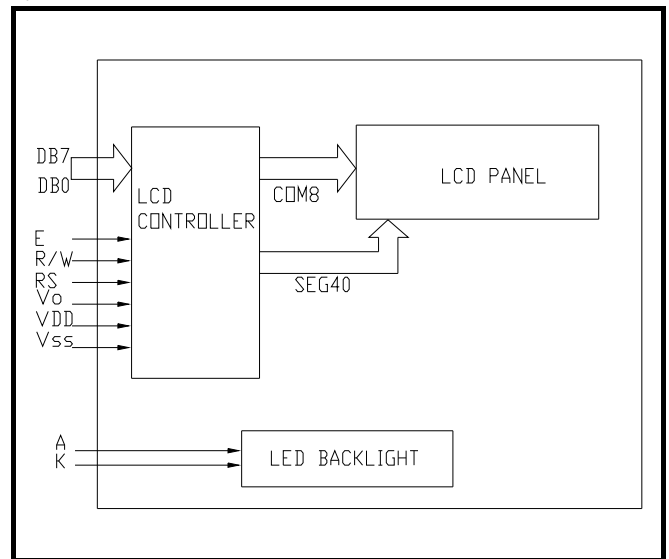 DB7
DB0
E
R/W
RS
Vo
VDD
Vss
LCD
CONTROLLER
COM8
SEG40
LCD PANEL
A
K
LED BACKLIGHT